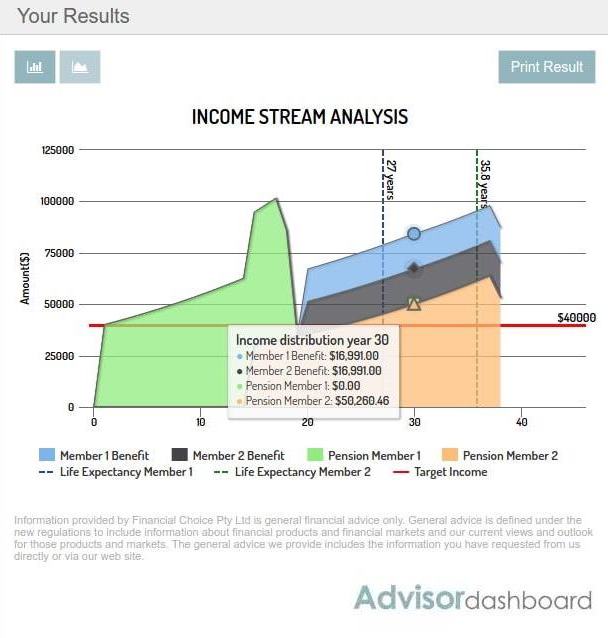 Your Results
Print Result
INCOME STREAM ANALYSIS
125000
100000
75000
50000
25000
0
Amount($)
27 years
35.8 years
$40000
Income distribution year 30
Member 1 Benefit: $16,991.00
Member 2 Benefit: $16,991.00
Pension Member 1: $0.00
Pension Member 2: $50,260.46
0 10 20 30 40
Member 1 Benefit Member 2 Benefit Pension Member 1 Pension Member 2
Life Expectancy Member 1 Life Expectancy Member 2 Target Income
Information provided by Financial Choice Pty Ltd is general financial advice only. General advice is defined under the
new regulations to include information about financial products and financial markets and our current views and outlook
for those products and markets. The general advice we provide includes the information you have requested from us
directly or via our web site.
Advisordashboard